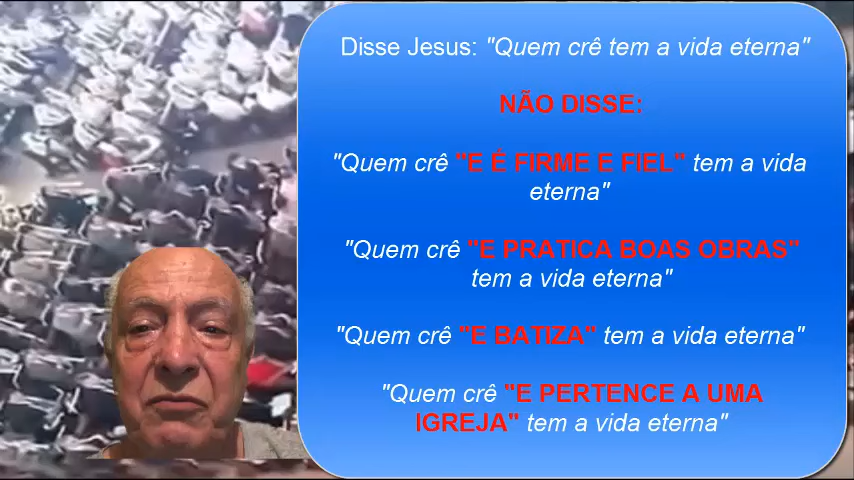 Disse Jesus: "Quem crê tem a vida eterna"
NÃO DISSE:
"Quem crê "E É FIRME E FIEL" tem a vida
eterna"
"Quem crê "E PRATICA BOAS OBRAS"
tem a vida eterna"
"Quem crê "E BATIZA" tem a vida eterna"
"Quem crê "E PERTENCE A UMA
IGREJA" tem a vida eterna"